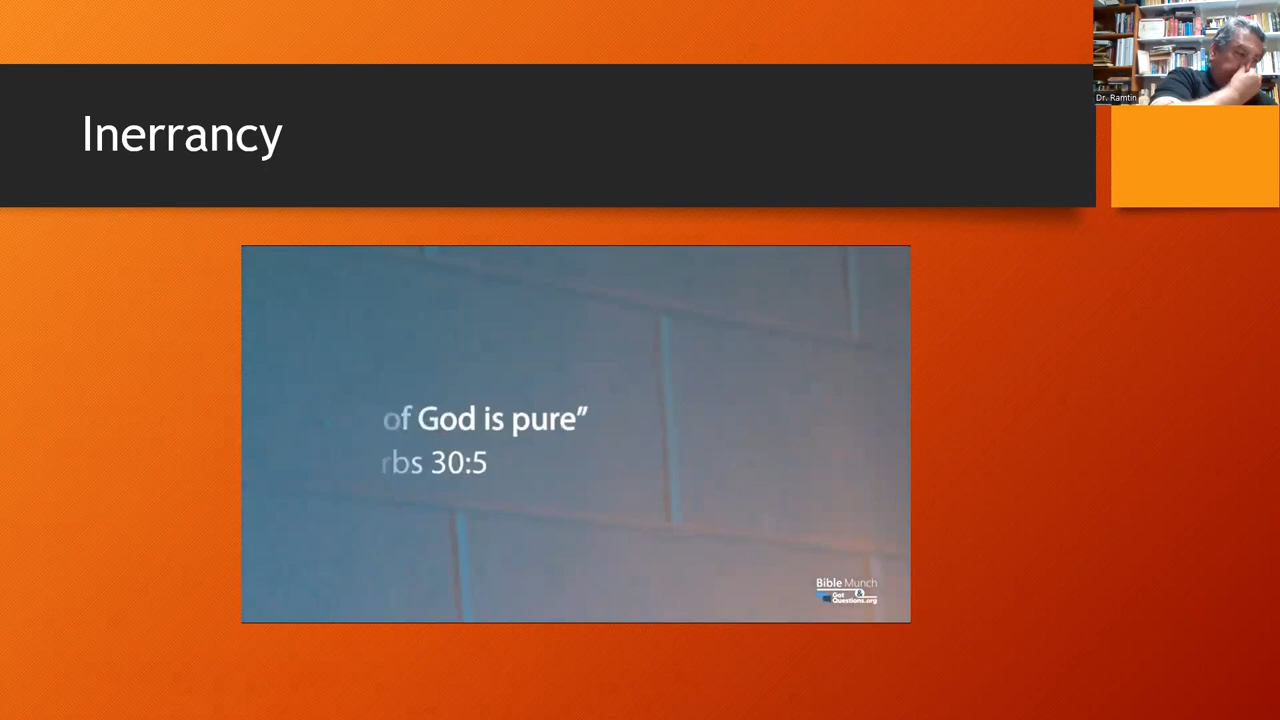 Inerrancy
Dr. Ramtin
of God is pure”
rbs 30:5
Bible Munch
&
Got
Questions.org